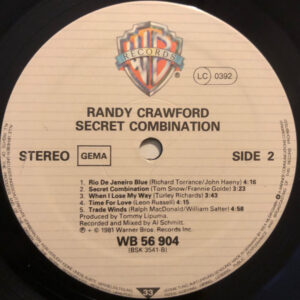 WB
RECORDS
LC 0392
RANDY CRAWFORD
SECRET COMBINATION
STEREO GEMA SIDE 2
1. Rio De Janeiro Blue (Richard Torrance/John Haeny) 4:16
2. Secret Combination (Tom Snow/Frannie Golde) 3:23
3. When I Lose My Way (Turley Richards) 3:39
4. Time For Love (Leon Russell) 4:15
5. Trade Winds (Ralph MacDonald/William Salter) 4:58
Produced by Tommy Lipuma.
Recorded and Mixed by Al Schmitt.
℗ + © 1981 Warner Bros. Records Inc.
WB 56 904
(BSK 3541-B)
33